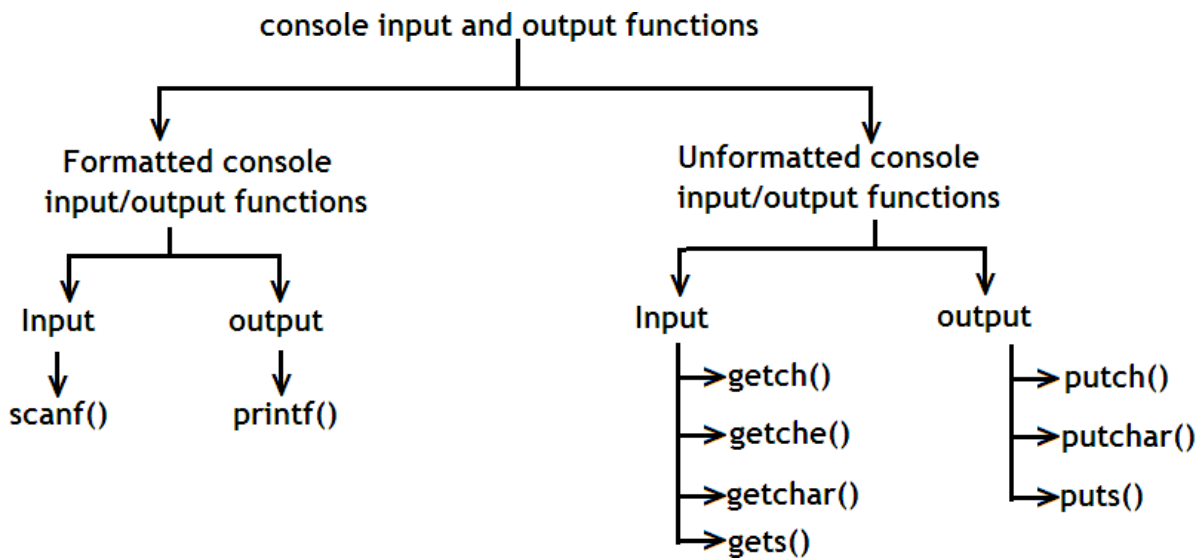 console input and output functions
Formatted console
input/output functions
Unformatted console
input/output functions
Input
output
scanf()
printf()
Input
output
getch()
getche()
getchar()
gets()
putch()
putchar()
puts()